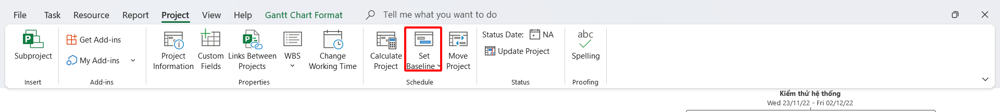 File Task Resource Report Project View Help Gantt Chart Format Tell me what you want to do
Subproject
Insert
Get Add-ins
My Add-ins
Add-ins
Project
Information
Custom
Fields
Links Between
Projects
WBS
Change
Working Time
Properties
Calculate
Project
Set
Baseline
Move
Project
Schedule
Status Date: NA
Update Project
Status
abc
Spelling
Proofing
Kiểm thử hệ thống
Wed 23/11/22 - Fri 02/12/22